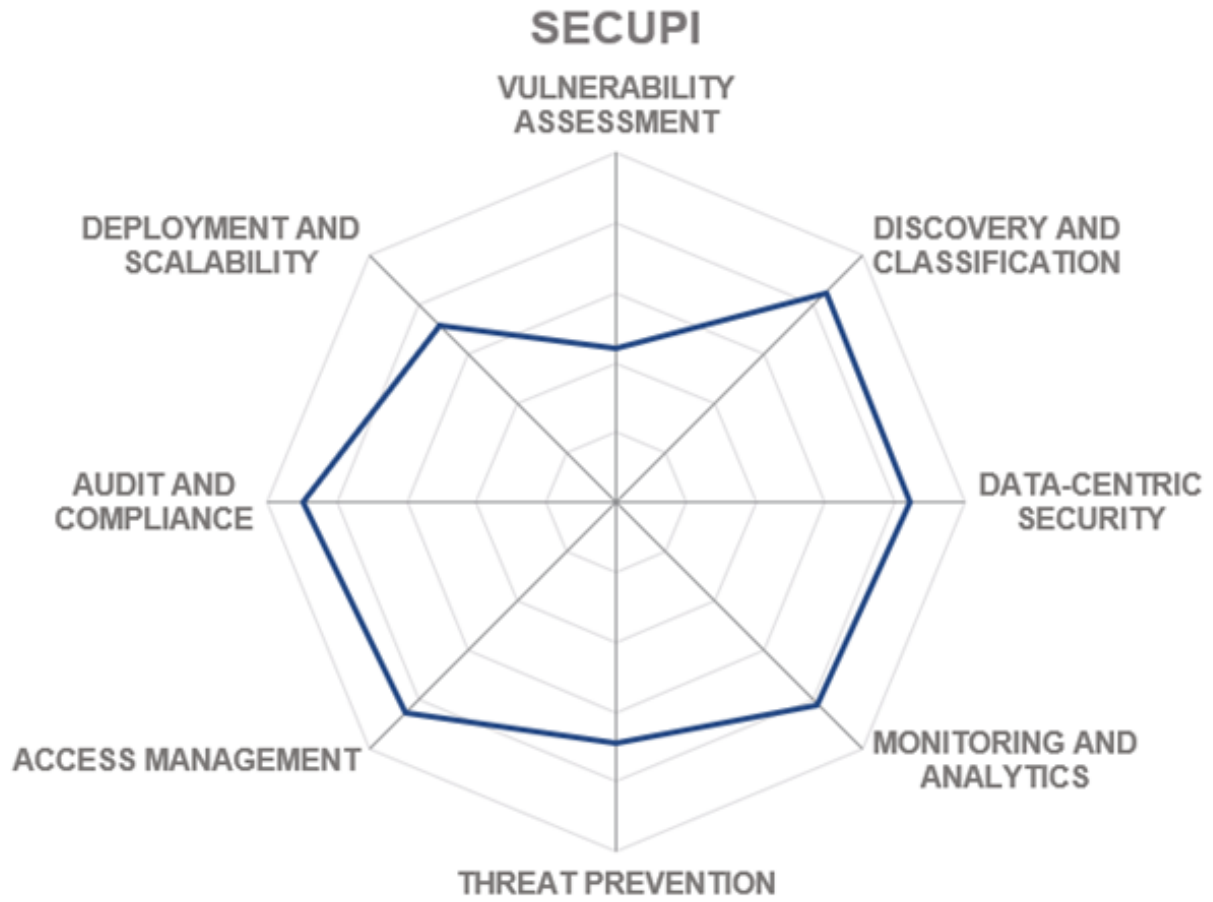 SECUPI
VULNERABILITY
ASSESSMENT
DISCOVERY AND
CLASSIFICATION
DATA-CENTRIC
SECURITY
MONITORING AND
ANALYTICS
THREAT PREVENTION
ACCESS MANAGEMENT
AUDIT AND
COMPLIANCE
DEPLOYMENT AND
SCALABILITY